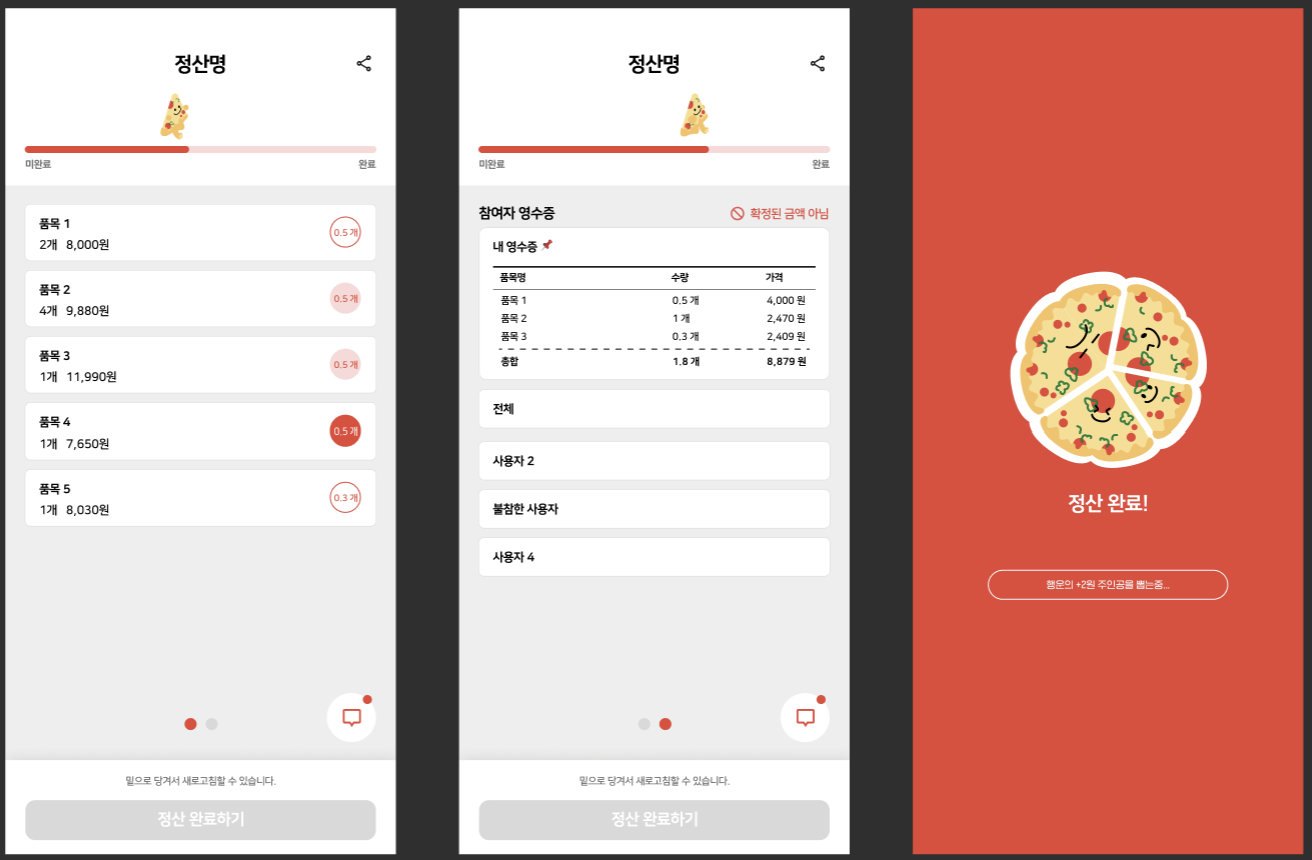 정산명
미완료
완료
품목 1
2개 8,000원
0.5 개
품목 2
4개 9,880원
0.5 개
품목 3
1개 11,990원
0.5 개
품목 4
1개 7,650원
0.5 개
품목 5
1개 8,030원
0.3 개
밑으로 당겨서 새로고침할 수 있습니다.
정산 완료하기
정산명
미완료
완료
참여자 영수증
확정된 금액 아님
내 영수증
품목명 수량 가격
품목 1 0.5 개 4,000 원
품목 2 1 개 2,470 원
품목 3 0.3 개 2,409 원
총합 1.8 개 8,879 원
전체
사용자 2
불참한 사용자
사용자 4
밑으로 당겨서 새로고침할 수 있습니다.
정산 완료하기
정산 완료!
행운의 +2원 주인공을 뽑는중...